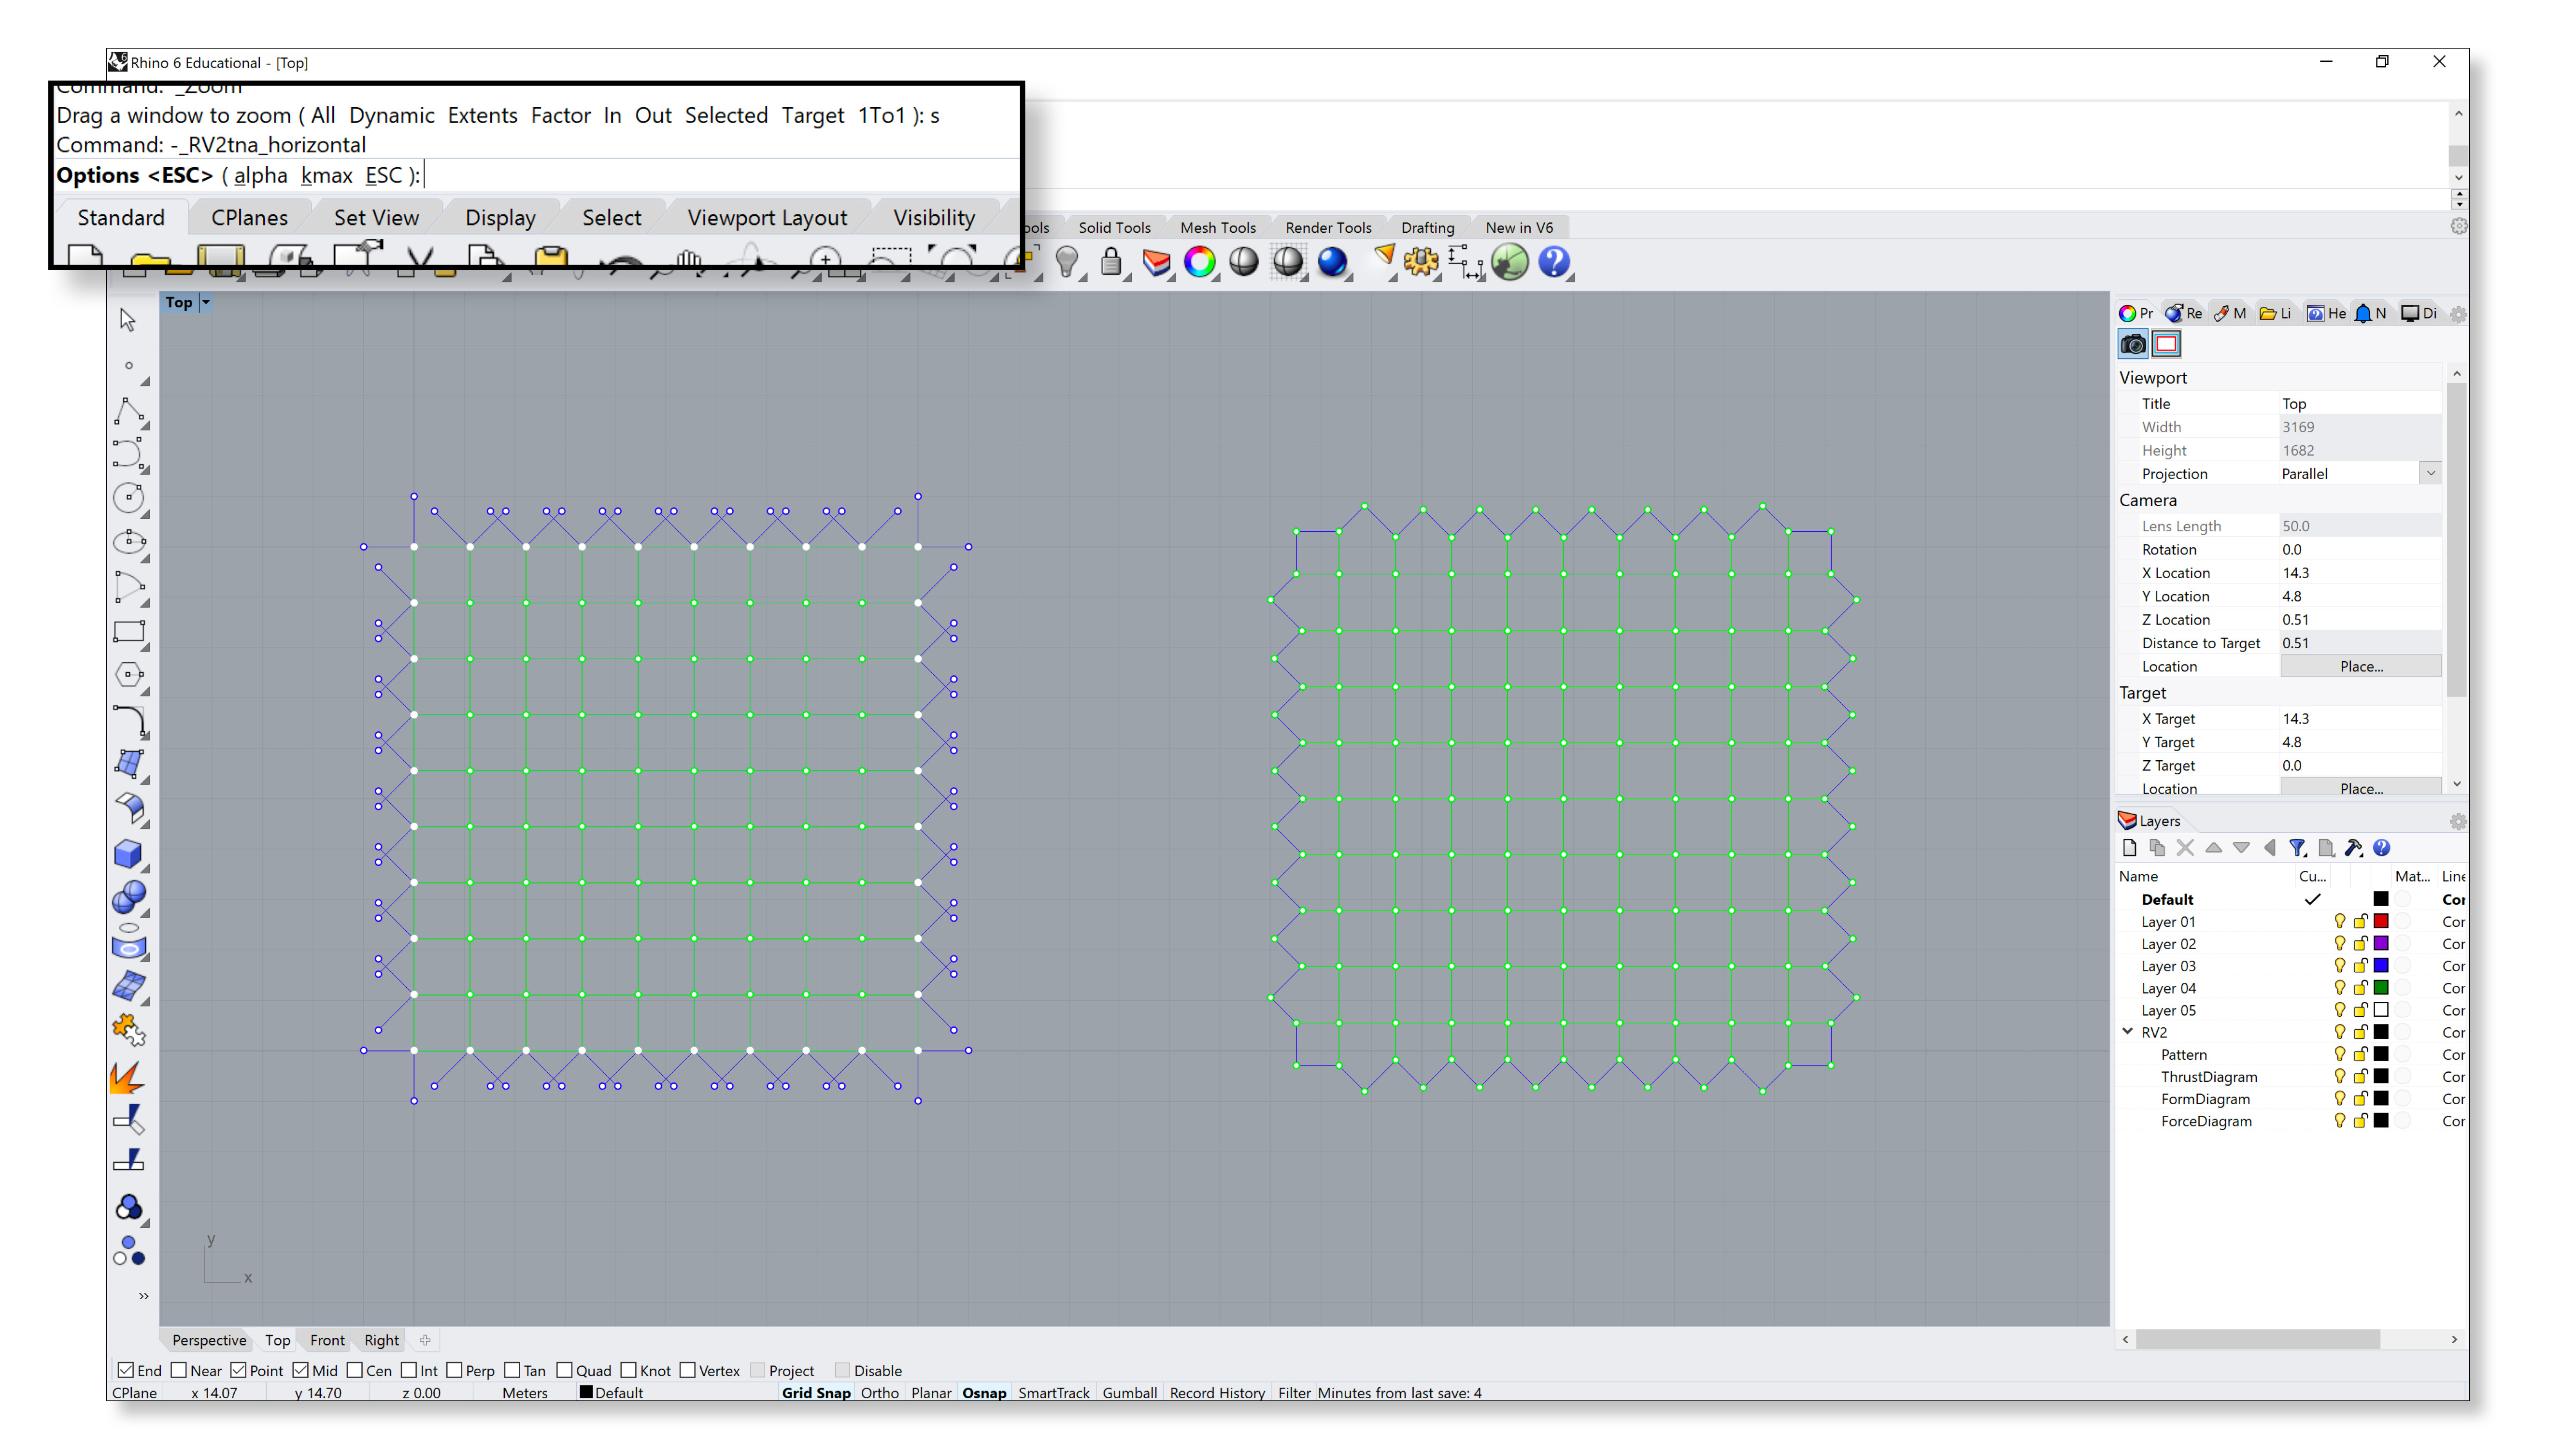 Rhino 6 Educational - [Top]
Command: _Zoom
Drag a window to zoom ( All Dynamic Extents Factor In Out Selected Target 1To1 ): s
Command: -_RV2tna_horizontal
Options <ESC> ( alpha kmax ESC ):
Standard CPlanes Set View Display Select Viewport Layout Visibility
ools Solid Tools Mesh Tools Render Tools Drafting New in V6
Top
Pr Re M Li He N Di
Viewport
Title Top
Width 3169
Height 1682
Projection Parallel
Camera
Lens Length 50.0
Rotation 0.0
X Location 14.3
Y Location 4.8
Z Location 0.51
Distance to Target 0.51
Location Place...
Target
X Target 14.3
Y Target 4.8
Z Target 0.0
Location Place...
Layers
Name Cu... Mat... Line
Default Cor
Layer 01 Cor
Layer 02 Cor
Layer 03 Cor
Layer 04 Cor
Layer 05 Cor
RV2 Cor
Pattern Cor
ThrustDiagram Cor
FormDiagram Cor
ForceDiagram Cor
y
x
Perspective Top Front Right
End Near Point Mid Cen Int Perp Tan Quad Knot Vertex Project Disable
CPlane x 14.07 y 14.70 z 0.00 Meters Default Grid Snap Ortho Planar Osnap SmartTrack Gumball Record History Filter Minutes from last save: 4